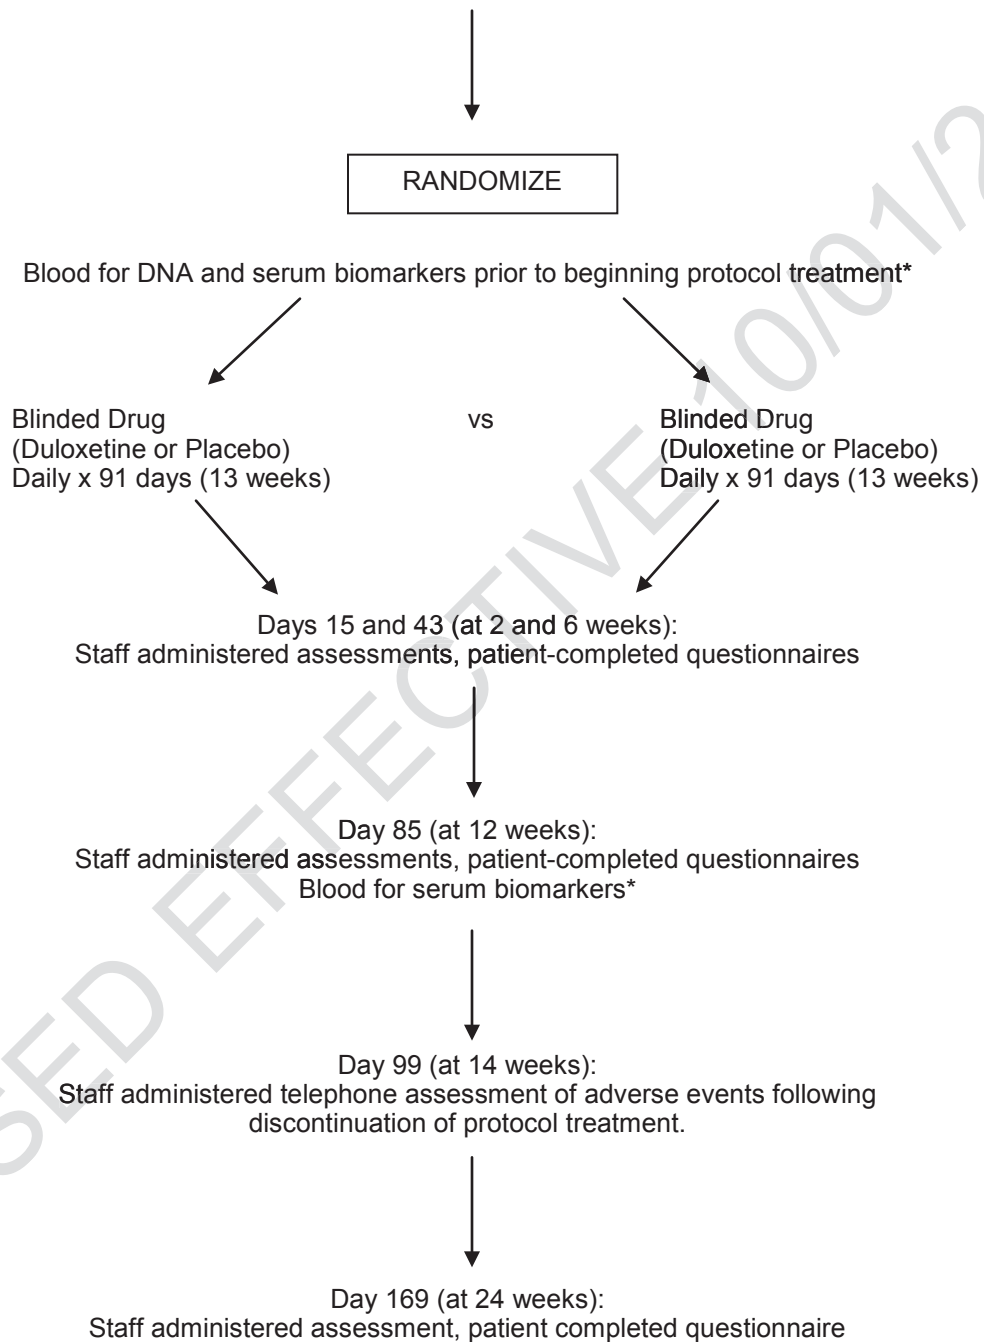 RANDOMIZE
Blood for DNA and serum biomarkers prior to beginning protocol treatment*
Blinded Drug
(Duloxetine or Placebo)
Daily x 91 days (13 weeks)
vs
Blinded Drug
(Duloxetine or Placebo)
Daily x 91 days (13 weeks)
Days 15 and 43 (at 2 and 6 weeks):
Staff administered assessments, patient-completed questionnaires
Day 85 (at 12 weeks):
Staff administered assessments, patient-completed questionnaires
Blood for serum biomarkers*
Day 99 (at 14 weeks):
Staff administered telephone assessment of adverse events following
discontinuation of protocol treatment.
Day 169 (at 24 weeks):
Staff administered assessment, patient completed questionnaire
EFFECTIVE